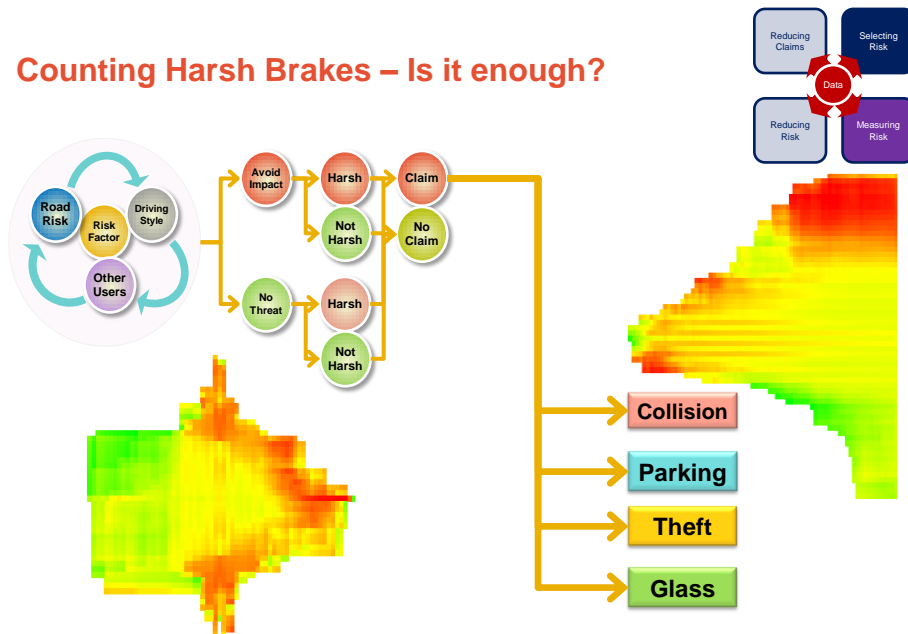 Counting Harsh Brakes – Is it enough?
Reducing
Claims
Selecting
Risk
Data
Reducing
Risk
Measuring
Risk
Road
Risk
Risk
Factor
Driving
Style
Other
Users
Avoid
Impact
Harsh
Claim
Not
Harsh
No
Claim
No
Threat
Harsh
Not
Harsh
Collision
Parking
Theft
Glass